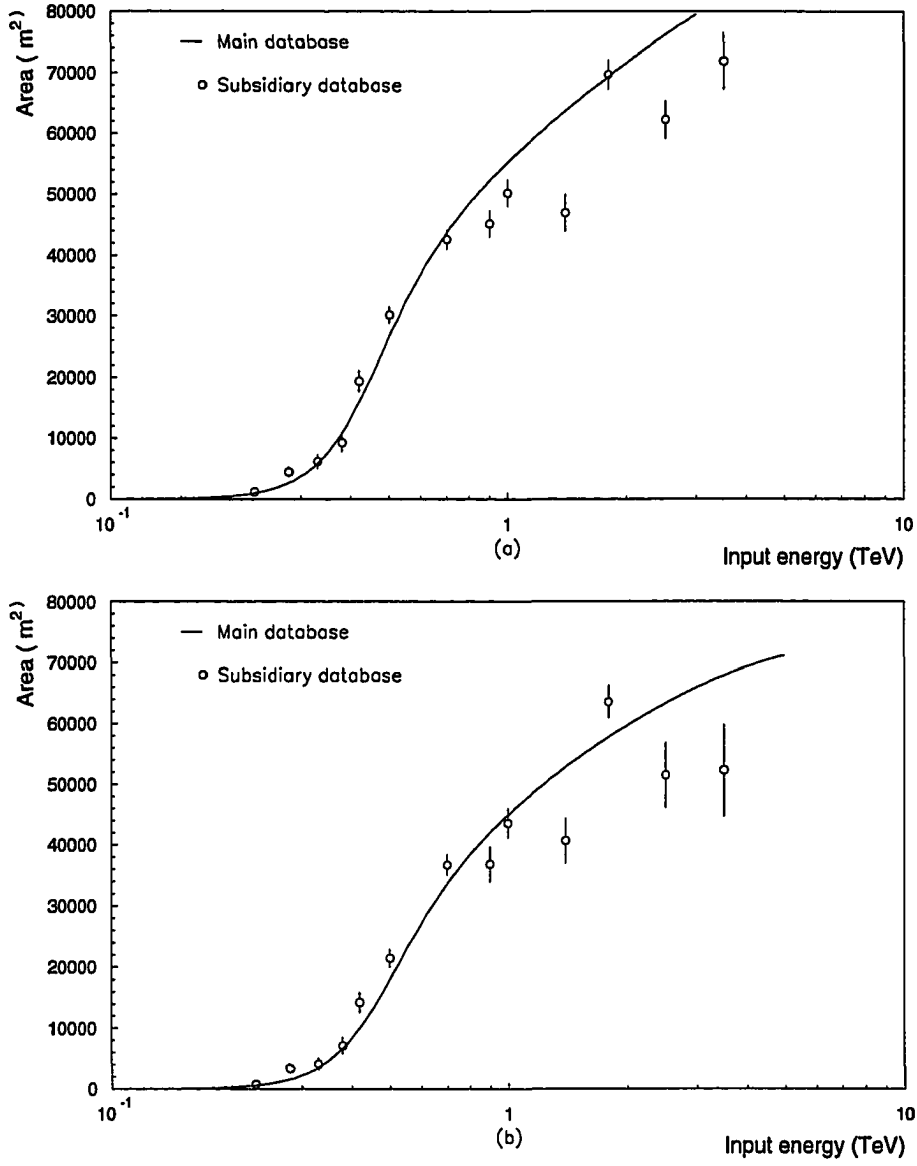 Area ( m²)
80000
70000
60000
50000
40000
30000
20000
10000
0
Main database
Subsidiary database
10⁻¹
1
10
(a)
Input energy (TeV)
Area ( m²)
80000
70000
60000
50000
40000
30000
20000
10000
0
Main database
Subsidiary database
10⁻¹
1
10
(b)
Input energy (TeV)